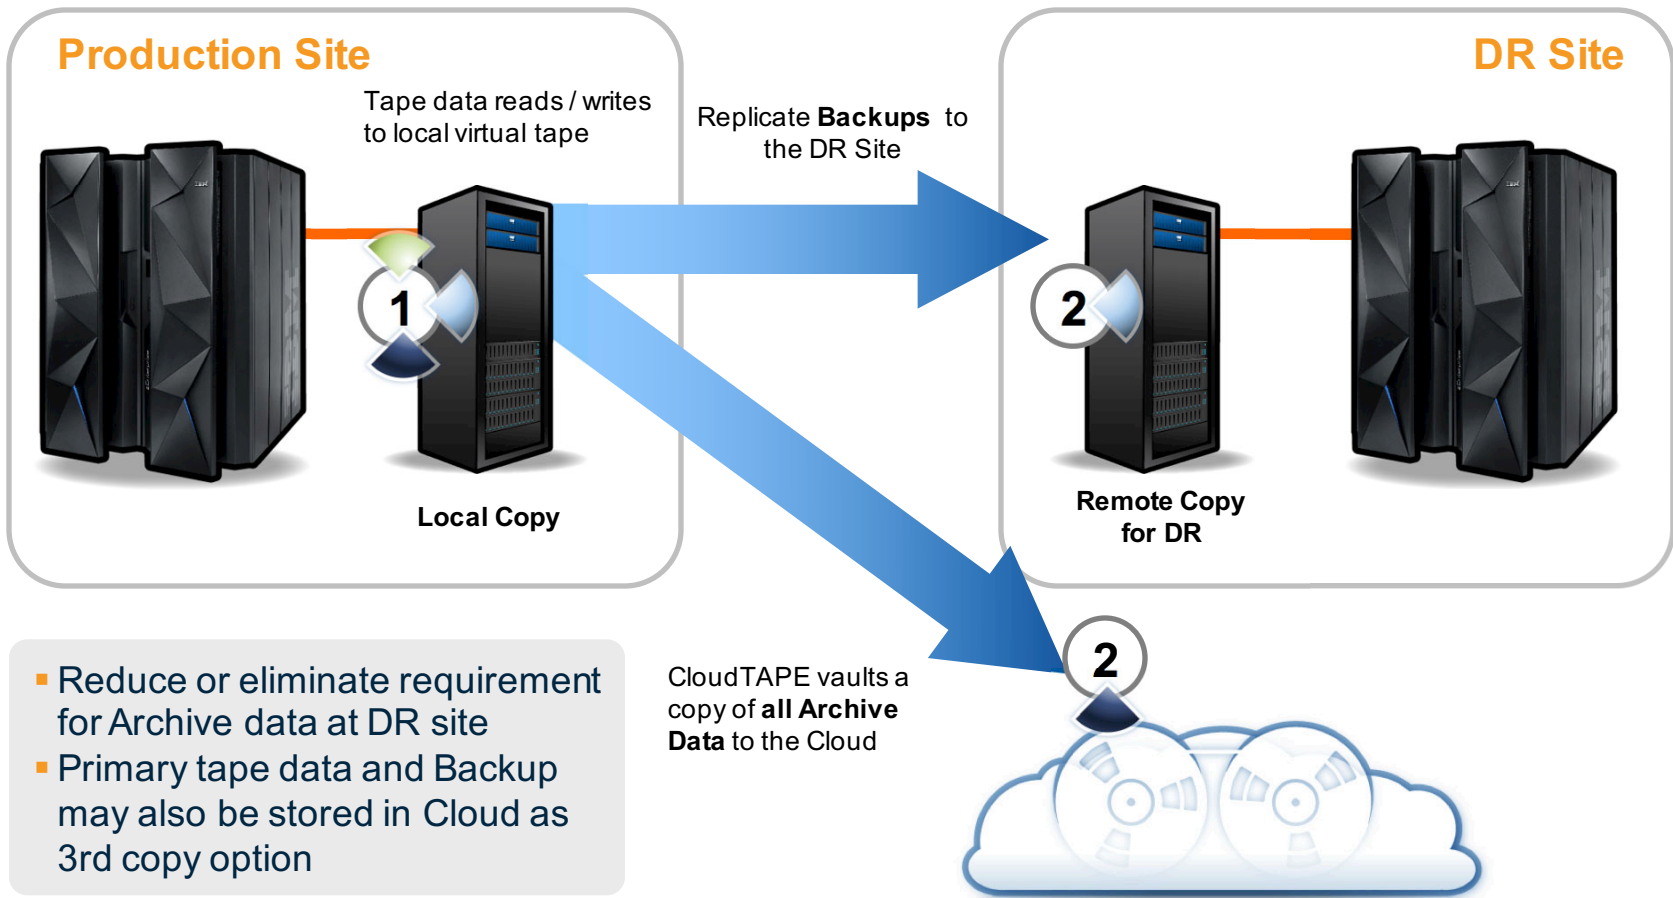 Production Site
DR Site
Tape data reads / writes
to local virtual tape
Replicate Backups to
the DR Site
1
2
Local Copy
Remote Copy
for DR
2
CloudTAPE vaults a
copy of all Archive
Data to the Cloud
▪ Reduce or eliminate requirement
for Archive data at DR site
▪ Primary tape data and Backup
may also be stored in Cloud as
3rd copy option